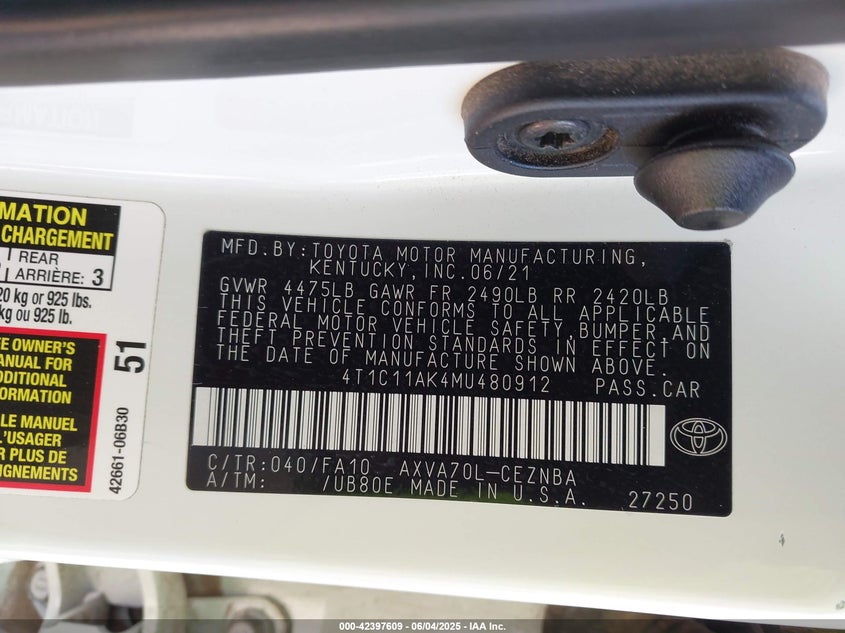 MATION
CHARGEMENT
REAR
ARRIÈRE: 3
20 kg or 925 lbs.
kg ou 925 lb.
OWNER'S
MANUAL FOR
INFORMATION
LE MANUEL
L'USAGER
R PLUS DE
51
42661-06B30
MFD.BY:TOYOTA MOTOR MANUFACTURING,
KENTUCKY,INC.06/21
GVWR 4475LB GAWR FR 2490LB RR 2420LB
THIS VEHICLE CONFORMS TO ALL APPLICABLE
FEDERAL MOTOR VEHICLE SAFETY,BUMPER,AND
THEFT PREVENTION STANDARDS IN EFFECT ON
THE DATE OF MANUFACTURE SHOWN ABOVE.
4T1C11AK4MU480912 PASS.CAR
C/TR:040/FA10 AXVA70L-CEZNBA
A/TM: /UB80E MADE IN U.S.A. 27250
000-42397609 - 06/04/2025 - IAA Inc.